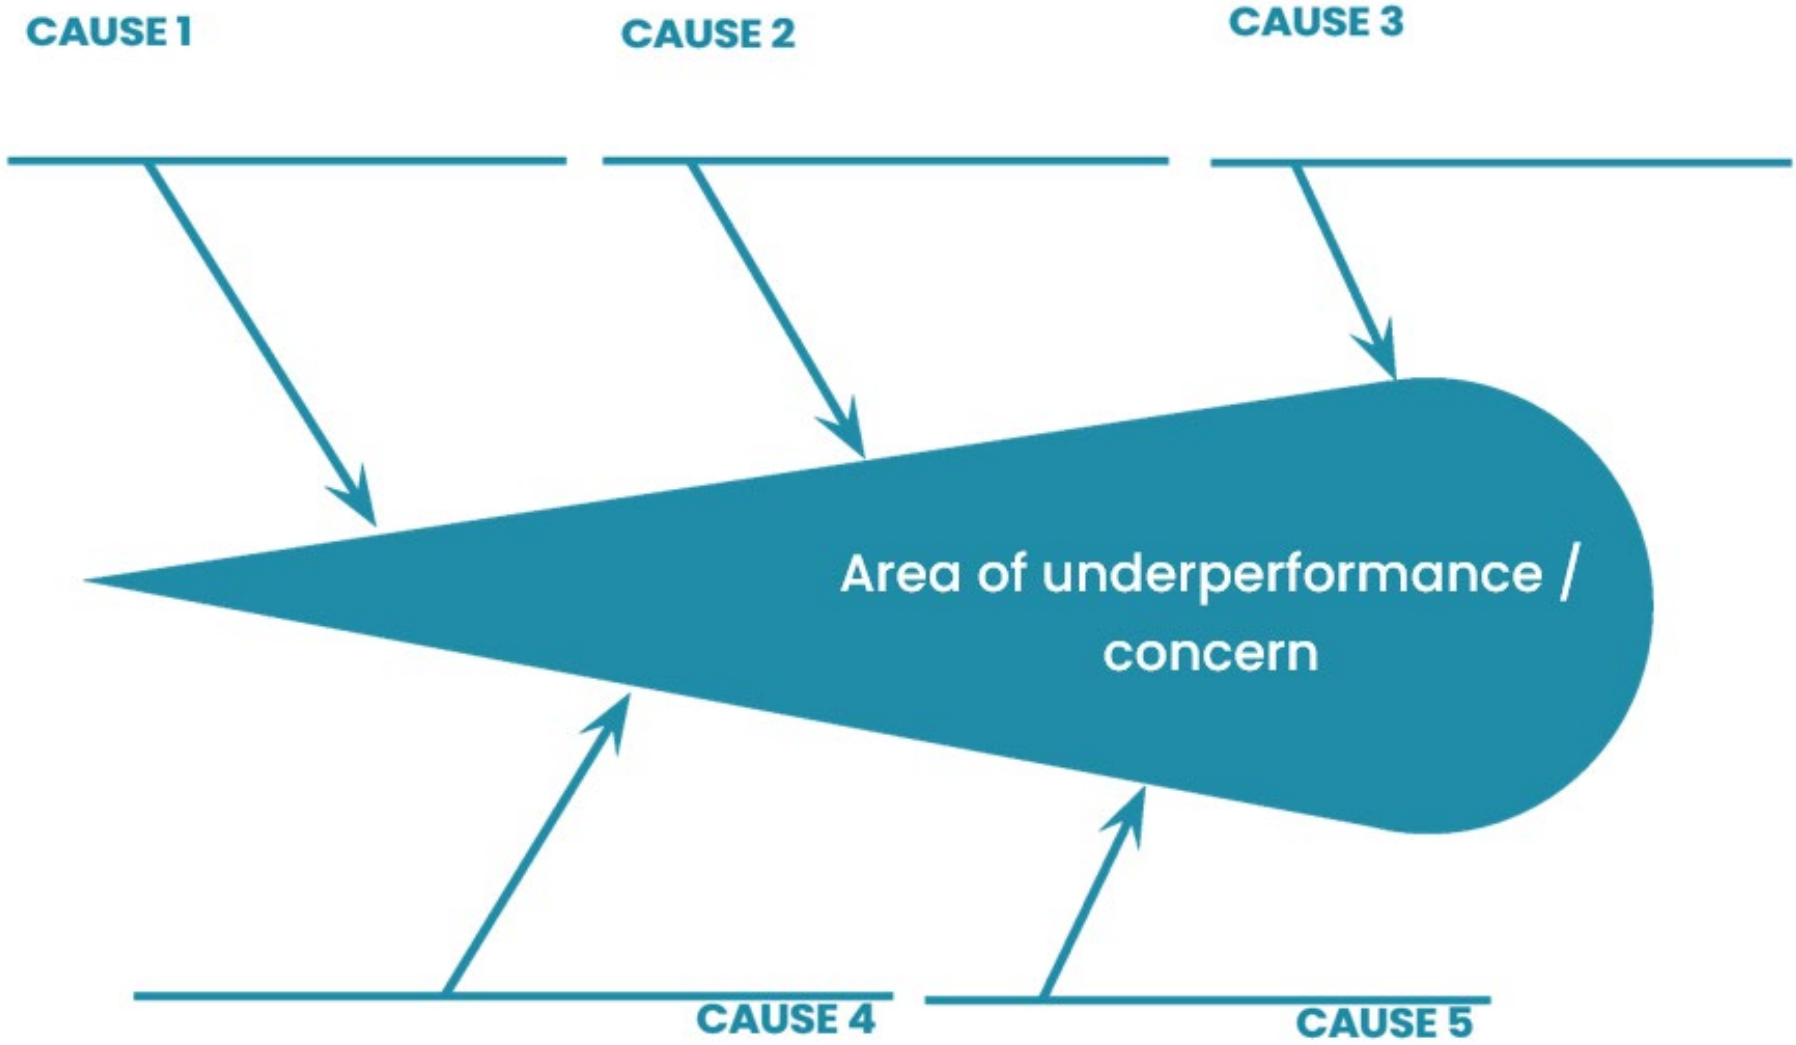 CAUSE 1
CAUSE 2
CAUSE 3
Area of underperformance /
concern
CAUSE 4
CAUSE 5